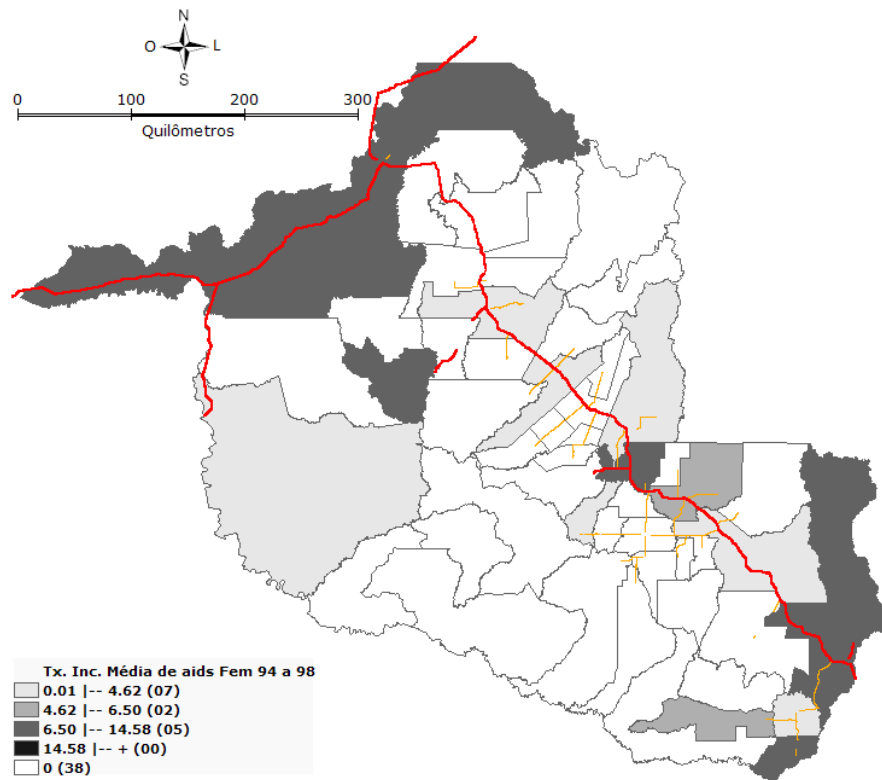 N
O L
S
0 100 200 300
Quilômetros
Tx. Inc. Média de aids Fem 94 a 98
0.01 |-- 4.62 (07)
4.62 |-- 6.50 (02)
6.50 |-- 14.58 (05)
14.58 |-- + (00)
0 (38)